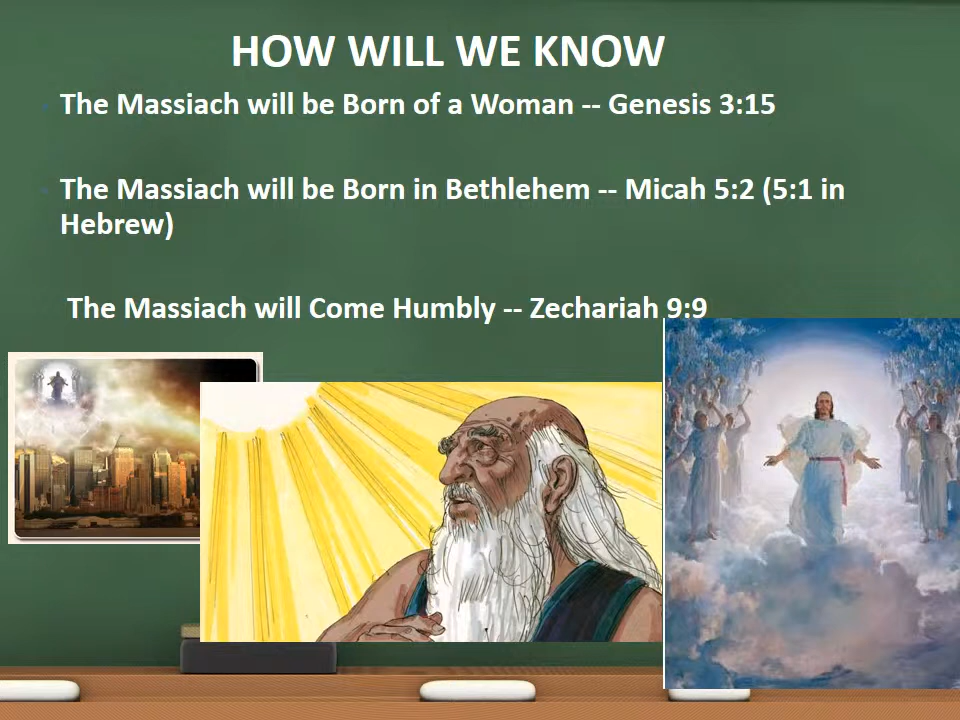 HOW WILL WE KNOW
The Massiach will be Born of a Woman -- Genesis 3:15
The Massiach will be Born in Bethlehem -- Micah 5:2 (5:1 in
Hebrew)
The Massiach will Come Humbly -- Zechariah 9:9